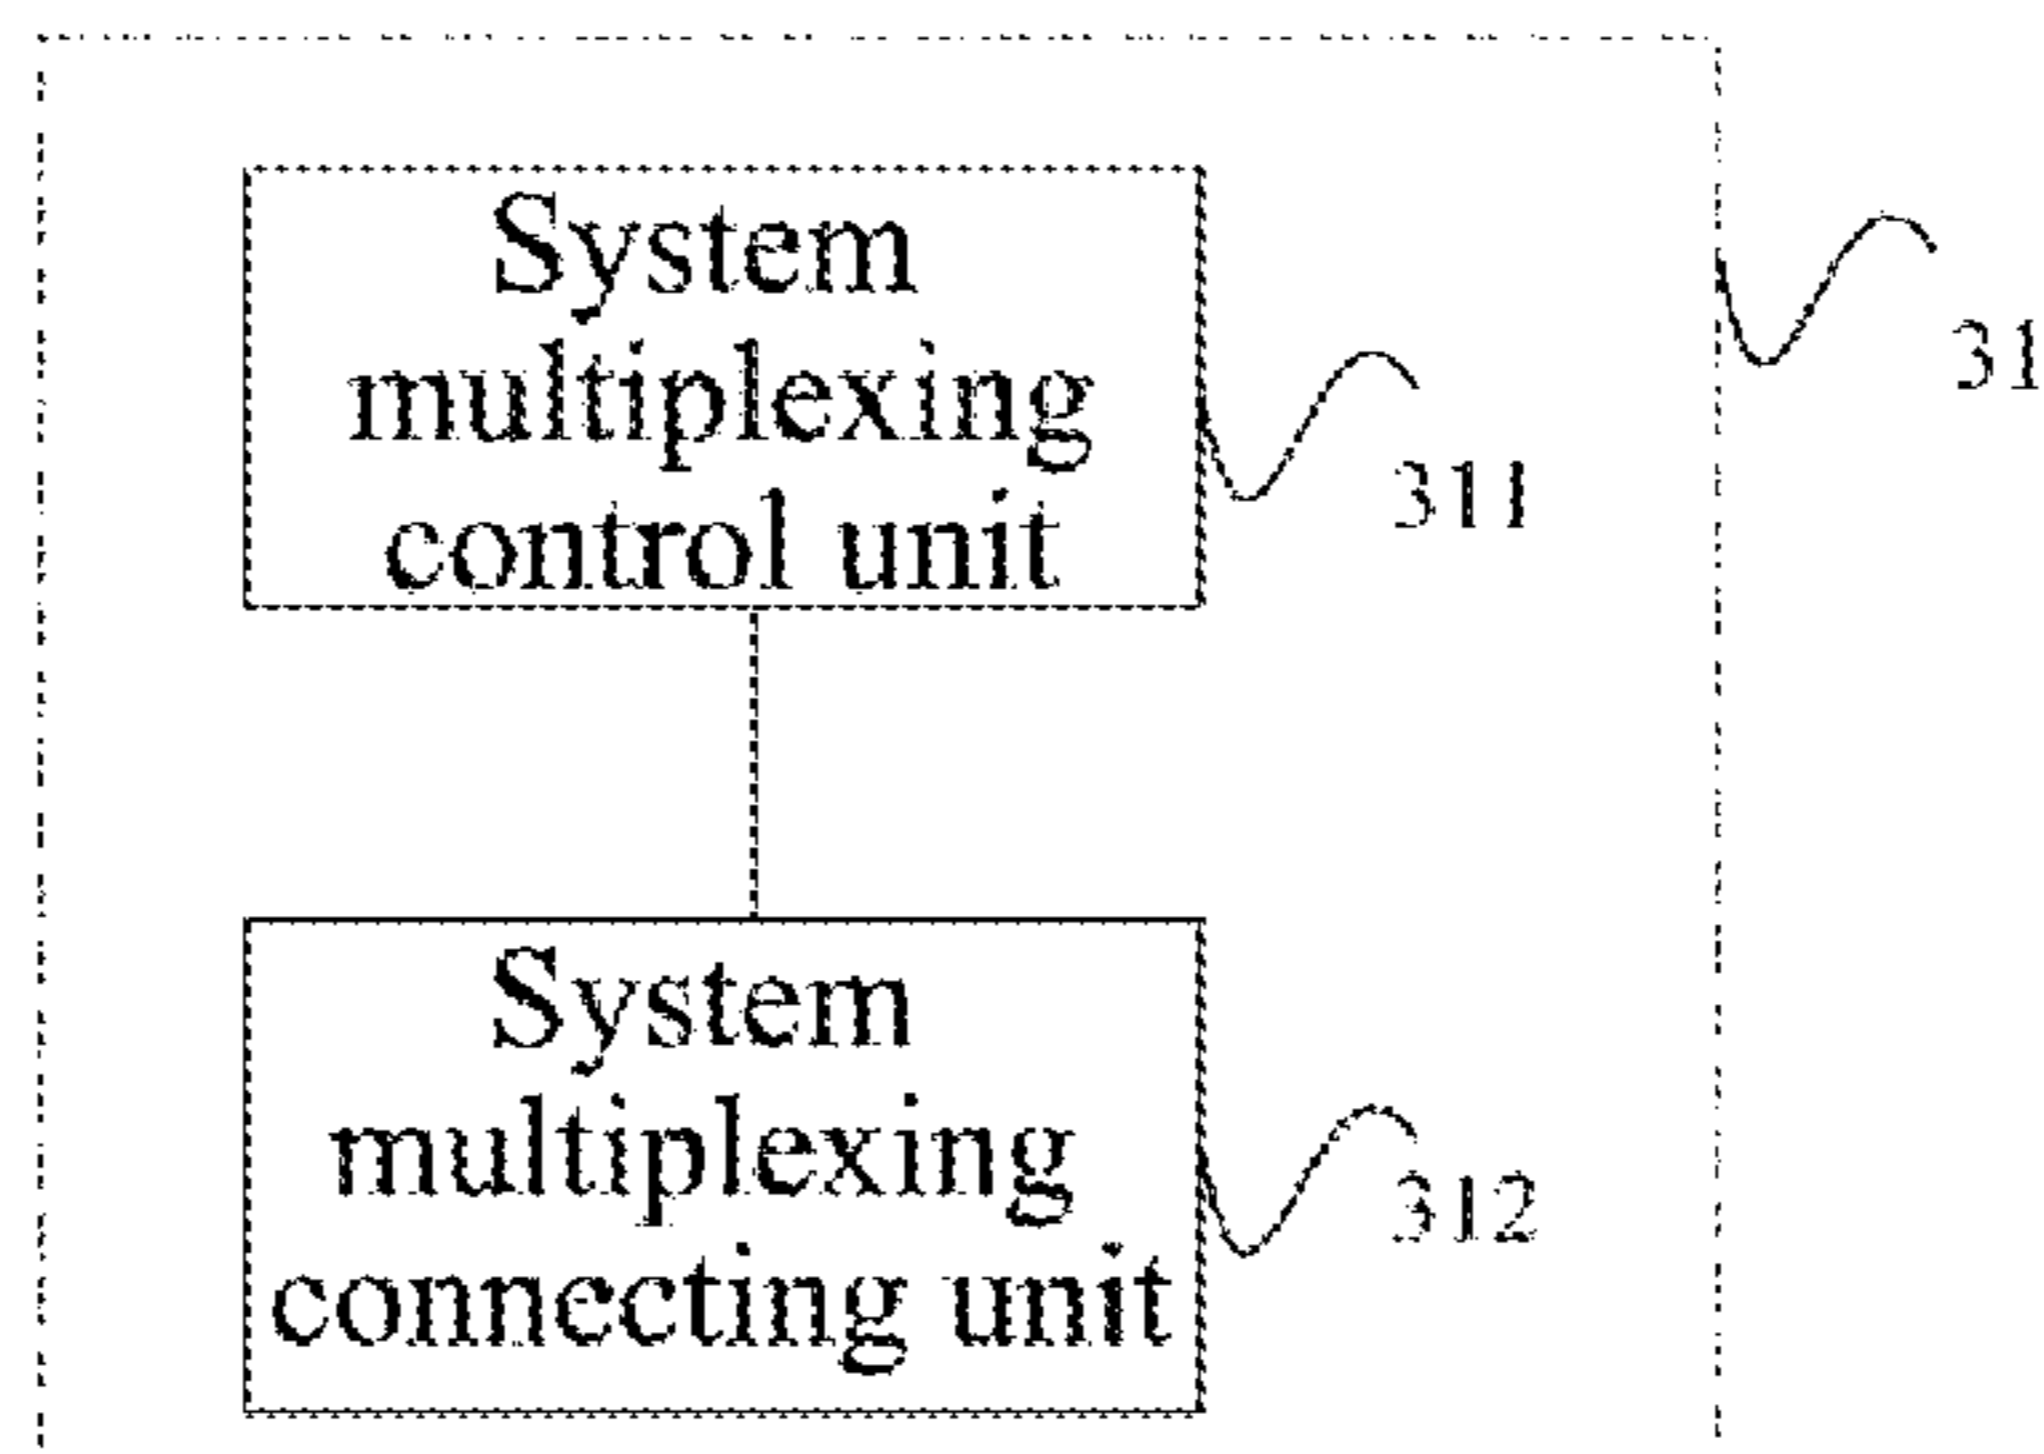 System
multiplexing
control unit
31
311
System
multiplexing
connecting unit
312